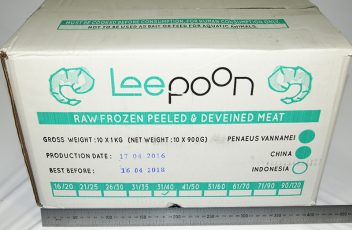 MUST BE COOKED BEFORE CONSUMPTION. FOR HUMAN CONSUMPTION ONLY.
NOT TO BE USED AS BAIT OR FEED FOR AQUATIC ANIMALS.
Leepoon
RAW FROZEN PEELED & DEVEINED MEAT
GROSS WEIGHT : 10 X 1 KG (NET WEIGHT : 10 X 900G) PENAEUS VANNAMEI
PRODUCTION DATE : 17 04 2016 CHINA
BEST BEFORE : 16 04 2018 INDONESIA
16/20 21/25 26/30 31/35 31/40 41/50 51/60 61/70 71/90 90/120